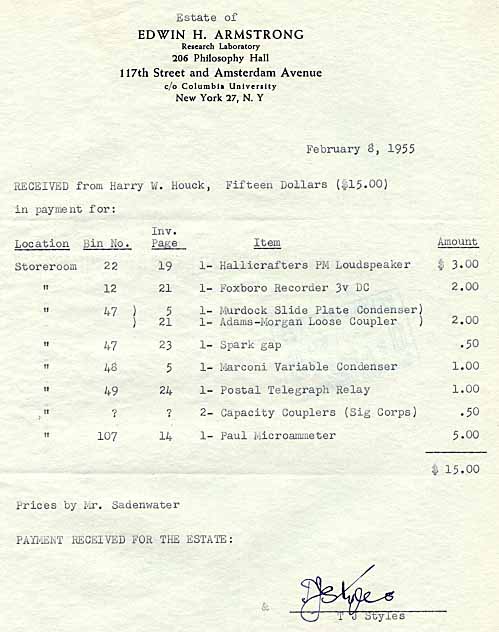 Estate of
EDWIN H. ARMSTRONG
Research Laboratory
206 Philosophy Hall
117th Street and Amsterdam Avenue
c/o Columbia University
New York 27, N. Y
February 8, 1955
RECEIVED from Harry W. Houck, Fifteen Dollars ($15.00)
in payment for:
Inv.
Location Bin No. Page Item Amount
Storeroom 22 19 1- Hallicrafters PM Loudspeaker $ 3.00
" 12 21 1- Foxboro Recorder 3v DC 2.00
" 47 ) 5 1- Murdock Slide Plate Condenser)
) 21 1- Adams-Morgan Loose Coupler ) 2.00
" 47 23 1- Spark gap .50
" 48 5 1- Marconi Variable Condenser 1.00
" 49 24 1- Postal Telegraph Relay 1.00
" ? ? 2- Capacity Couplers (Sig Corps) .50
" 107 14 1- Paul Microammeter 5.00
$ 15.00
Prices by Mr. Sadenwater
PAYMENT RECEIVED FOR THE ESTATE:
TJStyles
&
T J Styles